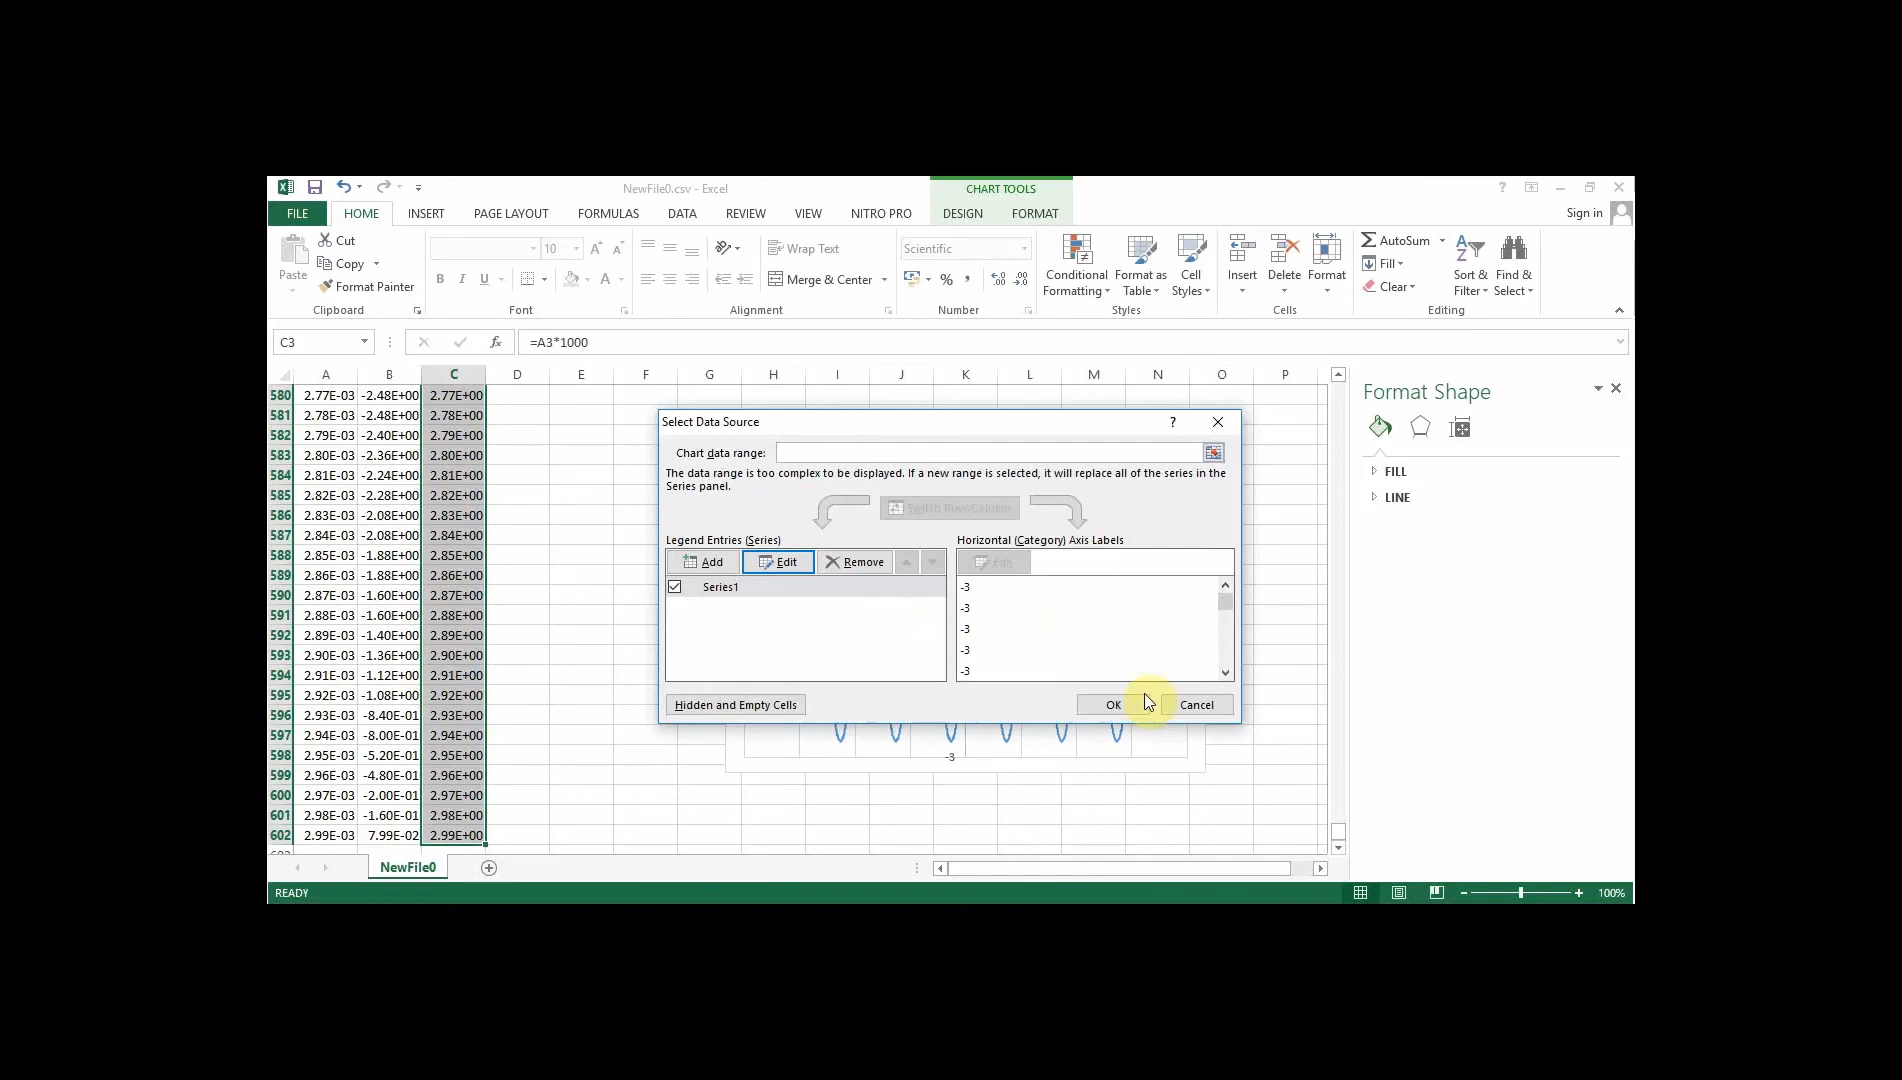 NewFile0.csv - Excel
CHART TOOLS
?
FILE HOME INSERT PAGE LAYOUT FORMULAS DATA REVIEW VIEW NITRO PRO DESIGN FORMAT Sign in
Paste
Cut
Copy
Format Painter
Clipboard
10
B I U
Font
Wrap Text
Merge & Center
Alignment
Scientific
Number
Conditional Formatting
Format as Table
Cell Styles
Styles
Insert Delete Format
Cells
AutoSum
Fill
Clear
Sort & Filter
Find & Select
Editing
C3 =A3*1000
A B C D E F G H I J K L M N O P
580 2.77E-03 -2.48E+00 2.77E+00
581 2.78E-03 -2.48E+00 2.78E+00
582 2.79E-03 -2.40E+00 2.79E+00
583 2.80E-03 -2.36E+00 2.80E+00
584 2.81E-03 -2.24E+00 2.81E+00
585 2.82E-03 -2.28E+00 2.82E+00
586 2.83E-03 -2.08E+00 2.83E+00
587 2.84E-03 -2.08E+00 2.84E+00
588 2.85E-03 -1.88E+00 2.85E+00
589 2.86E-03 -1.88E+00 2.86E+00
590 2.87E-03 -1.60E+00 2.87E+00
591 2.88E-03 -1.60E+00 2.88E+00
592 2.89E-03 -1.40E+00 2.89E+00
593 2.90E-03 -1.36E+00 2.90E+00
594 2.91E-03 -1.12E+00 2.91E+00
595 2.92E-03 -1.08E+00 2.92E+00
596 2.93E-03 -8.40E-01 2.93E+00
597 2.94E-03 -8.00E-01 2.94E+00
598 2.95E-03 -5.20E-01 2.95E+00
599 2.96E-03 -4.80E-01 2.96E+00
600 2.97E-03 -2.00E-01 2.97E+00
601 2.98E-03 -1.60E-01 2.98E+00
602 2.99E-03 7.99E-02 2.99E+00
Select Data Source ?
Chart data range:
The data range is too complex to be displayed. If a new range is selected, it will replace all of the series in the
Series panel.
Switch Row/Column
Legend Entries (Series)
Add Edit Remove
Series1
Horizontal (Category) Axis Labels
Edit
-3
-3
-3
-3
-3
Hidden and Empty Cells
OK Cancel
-3
Format Shape
FILL
LINE
NewFile0
READY
100%